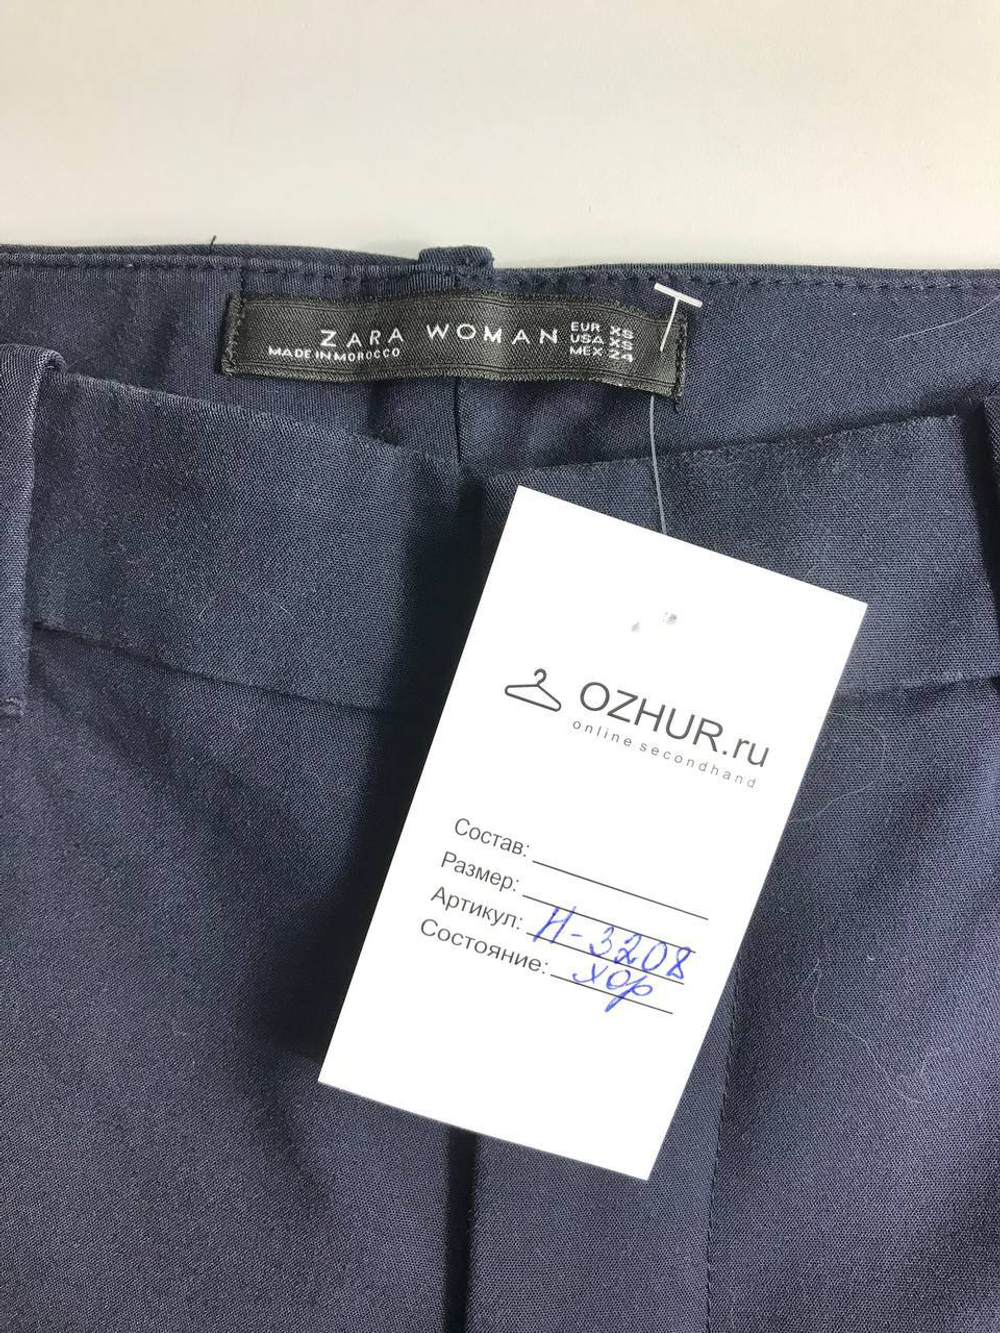 ZARA WOMAN
MADE IN MOROCCO
EUR XS
USA XS
MEX 24
OZHUR.ru
online secondhand
Состав:
Размер:
Артикул: Н-3208
Состояние: хор